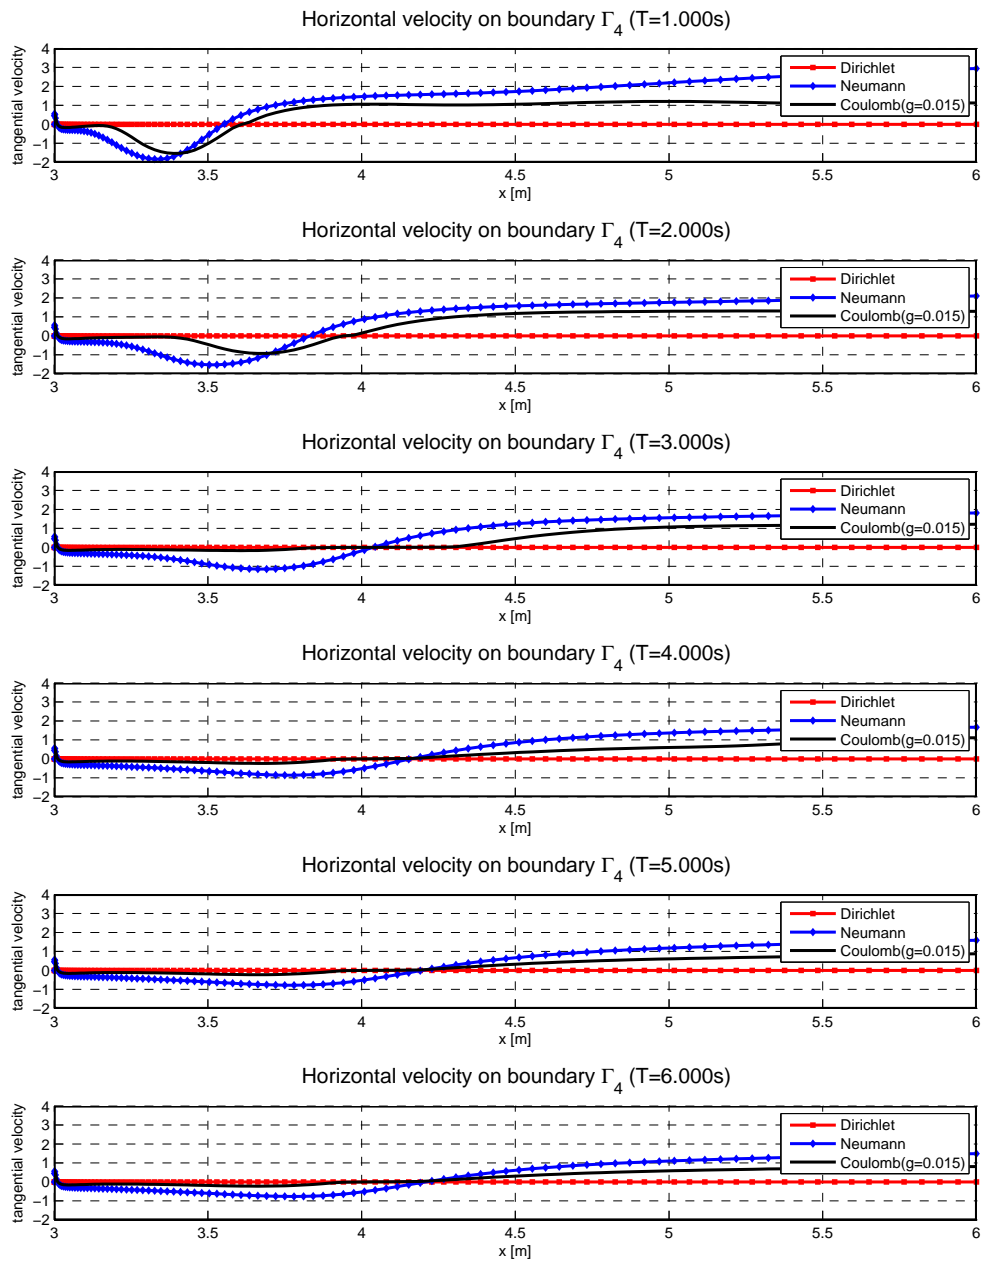 Horizontal velocity on boundary Γ4 (T=1.000s)
tangential velocity
4
3
2
1
0
−1
−2
Dirichlet
Neumann
Coulomb(g=0.015)
3 3.5 4 4.5 5 5.5 6
x [m]
Horizontal velocity on boundary Γ4 (T=2.000s)
tangential velocity
4
3
2
1
0
−1
−2
Dirichlet
Neumann
Coulomb(g=0.015)
3 3.5 4 4.5 5 5.5 6
x [m]
Horizontal velocity on boundary Γ4 (T=3.000s)
tangential velocity
4
3
2
1
0
−1
−2
Dirichlet
Neumann
Coulomb(g=0.015)
3 3.5 4 4.5 5 5.5 6
x [m]
Horizontal velocity on boundary Γ4 (T=4.000s)
tangential velocity
4
3
2
1
0
−1
−2
Dirichlet
Neumann
Coulomb(g=0.015)
3 3.5 4 4.5 5 5.5 6
x [m]
Horizontal velocity on boundary Γ4 (T=5.000s)
tangential velocity
4
3
2
1
0
−1
−2
Dirichlet
Neumann
Coulomb(g=0.015)
3 3.5 4 4.5 5 5.5 6
x [m]
Horizontal velocity on boundary Γ4 (T=6.000s)
tangential velocity
4
3
2
1
0
−1
−2
Dirichlet
Neumann
Coulomb(g=0.015)
3 3.5 4 4.5 5 5.5 6
x [m]